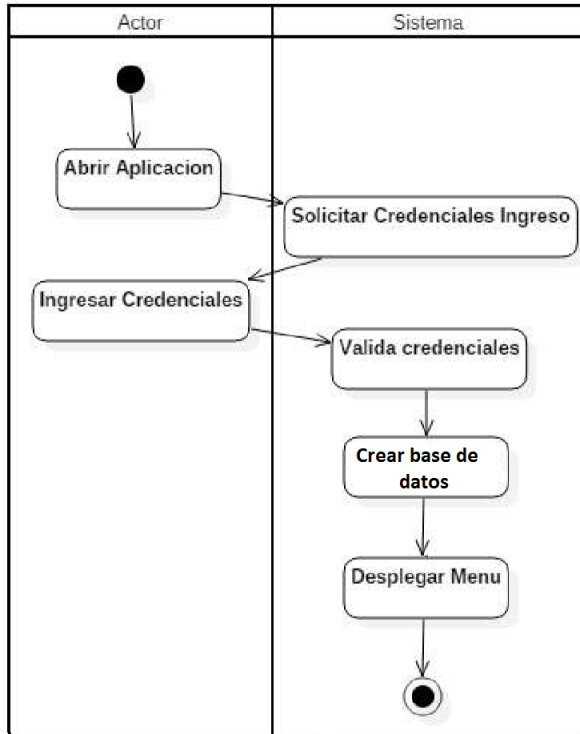 Actor
Sistema
Abrir Aplicacion
Solicitar Credenciales Ingreso
Ingresar Credenciales
Valida credenciales
Crear base de
datos
Desplegar Menu